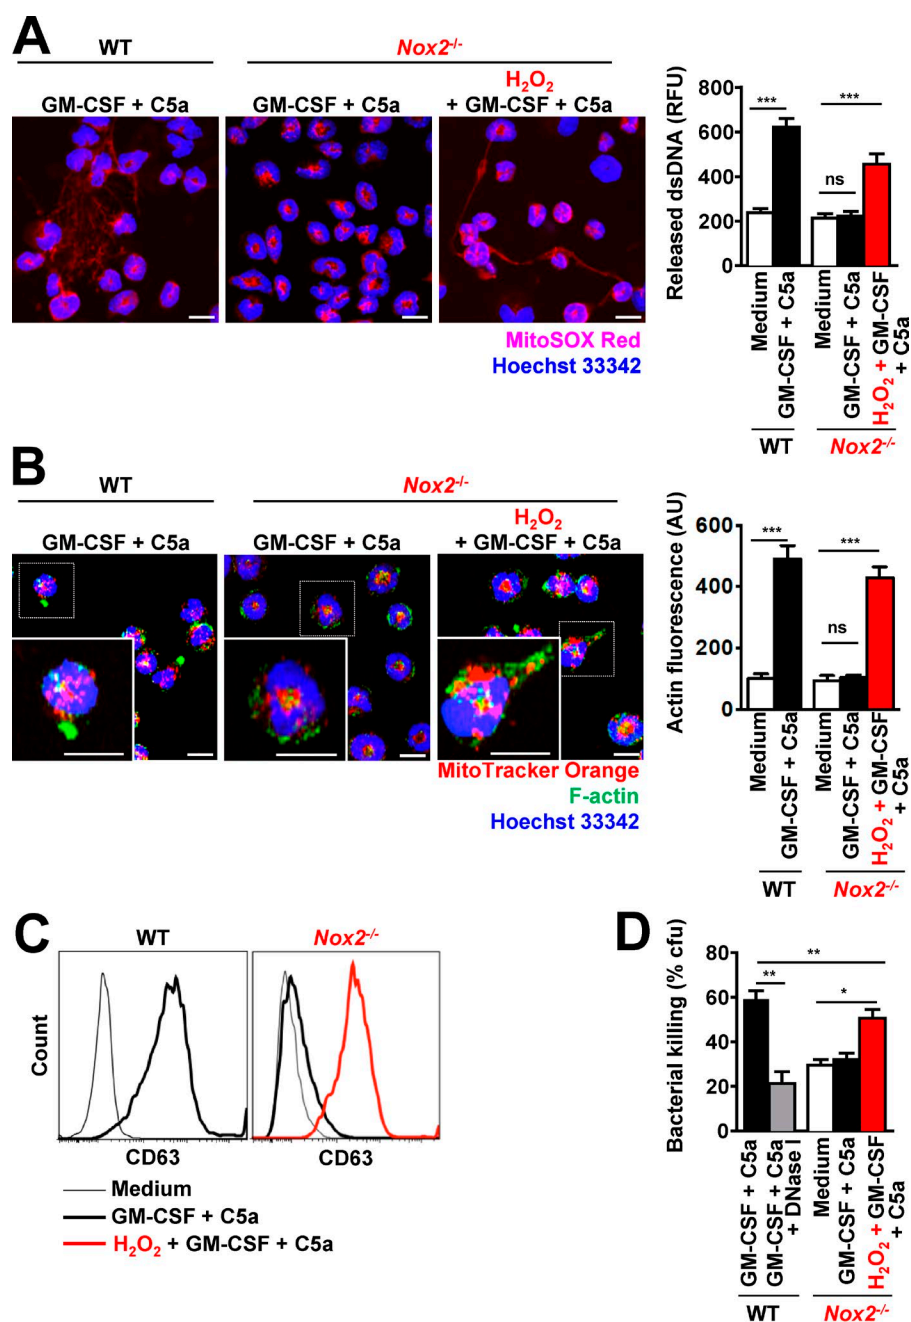 A
WT
Nox2-/-
GM-CSF + C5a
GM-CSF + C5a
H2O2
+ GM-CSF + C5a
MitoSOX Red
Hoechst 33342
Released dsDNA (RFU)
800
600
400
200
0
***
ns
***
Medium
GM-CSF + C5a
Medium
GM-CSF + C5a
H2O2 + GM-CSF
+ C5a
WT
Nox2-/-
B
WT
Nox2-/-
GM-CSF + C5a
GM-CSF + C5a
H2O2
+ GM-CSF + C5a
MitoTracker Orange
F-actin
Hoechst 33342
Actin fluorescence (AU)
600
400
200
0
***
ns
***
Medium
GM-CSF + C5a
Medium
GM-CSF + C5a
H2O2 + GM-CSF
+ C5a
WT
Nox2-/-
C
WT
Nox2-/-
Count
CD63
CD63
Medium
GM-CSF + C5a
H2O2 + GM-CSF + C5a
D
Bacterial killing (% cfu)
80
60
40
20
0
**
**
*
GM-CSF + C5a
GM-CSF + C5a
+ DNase I
Medium
GM-CSF + C5a
H2O2 + GM-CSF
+ C5a
WT
Nox2-/-